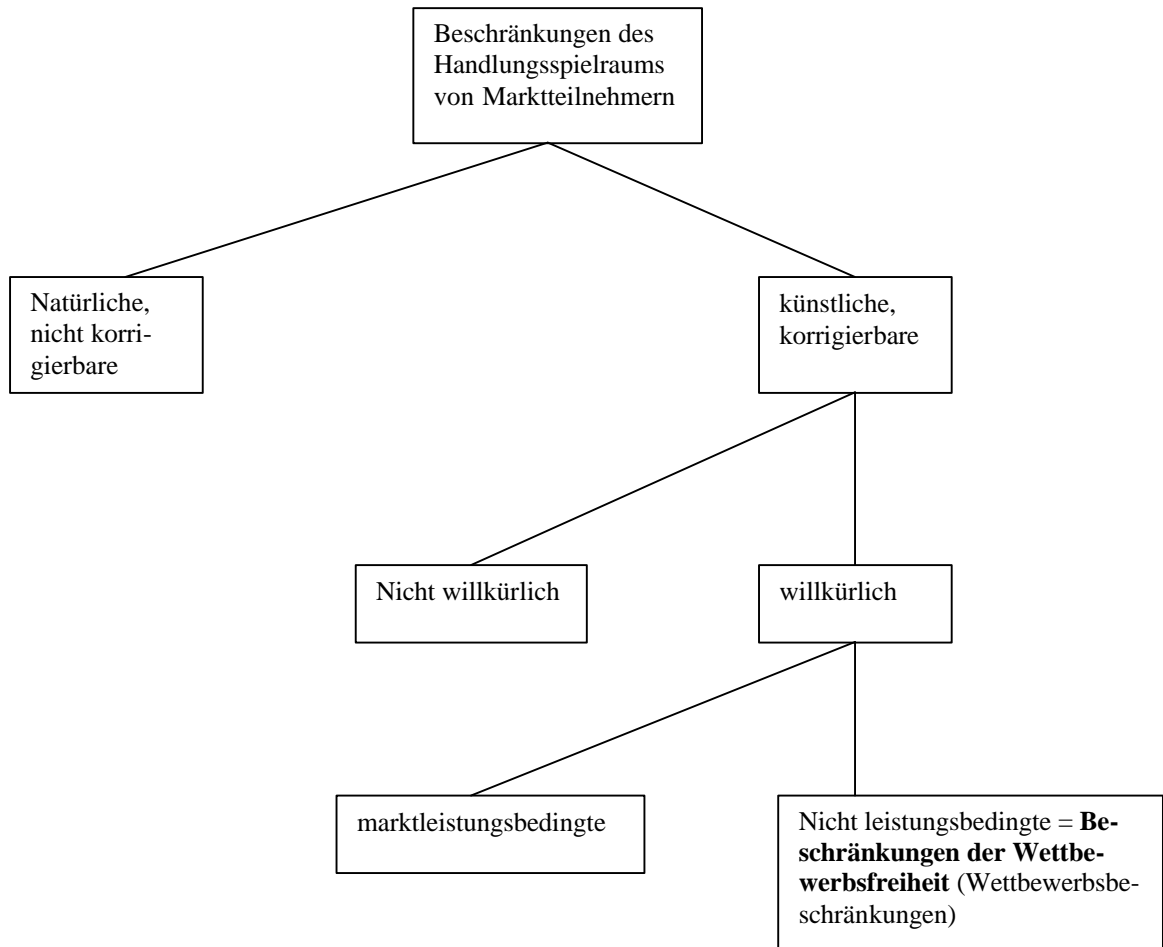 Beschränkungen des
Handlungsspielraums
von Marktteilnehmern
Natürliche,
nicht korri-
gierbare
künstliche,
korrigierbare
Nicht willkürlich
willkürlich
marktleistungsbedingte
Nicht leistungsbedingte = Be-
schränkungen der Wettbe-
werbsfreiheit (Wettbewerbsbe-
schränkungen)